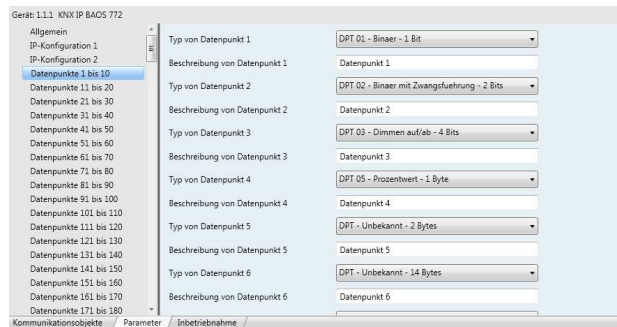 Gerät: 1.1.1 KNX IP BAOS 772
Allgemein
IP-Konfiguration 1
IP-Konfiguration 2
Datenpunkte 1 bis 10
Datenpunkte 11 bis 20
Datenpunkte 21 bis 30
Datenpunkte 31 bis 40
Datenpunkte 41 bis 50
Datenpunkte 51 bis 60
Datenpunkte 61 bis 70
Datenpunkte 71 bis 80
Datenpunkte 81 bis 90
Datenpunkte 91 bis 100
Datenpunkte 101 bis 110
Datenpunkte 111 bis 120
Datenpunkte 121 bis 130
Datenpunkte 131 bis 140
Datenpunkte 141 bis 150
Datenpunkte 151 bis 160
Datenpunkte 161 bis 170
Datenpunkte 171 bis 180
Typ von Datenpunkt 1 DPT 01 - Binaer - 1 Bit
Beschreibung von Datenpunkt 1 Datenpunkt 1
Typ von Datenpunkt 2 DPT 02 - Binaer mit Zwangsfuehrung - 2 Bits
Beschreibung von Datenpunkt 2 Datenpunkt 2
Typ von Datenpunkt 3 DPT 03 - Dimmen auf/ab - 4 Bits
Beschreibung von Datenpunkt 3 Datenpunkt 3
Typ von Datenpunkt 4 DPT 05 - Prozentwert - 1 Byte
Beschreibung von Datenpunkt 4 Datenpunkt 4
Typ von Datenpunkt 5 DPT - Unbekannt - 2 Bytes
Beschreibung von Datenpunkt 5 Datenpunkt 5
Typ von Datenpunkt 6 DPT - Unbekannt - 14 Bytes
Beschreibung von Datenpunkt 6 Datenpunkt 6
Kommunikationsobjekte / Parameter / Inbetriebnahme /